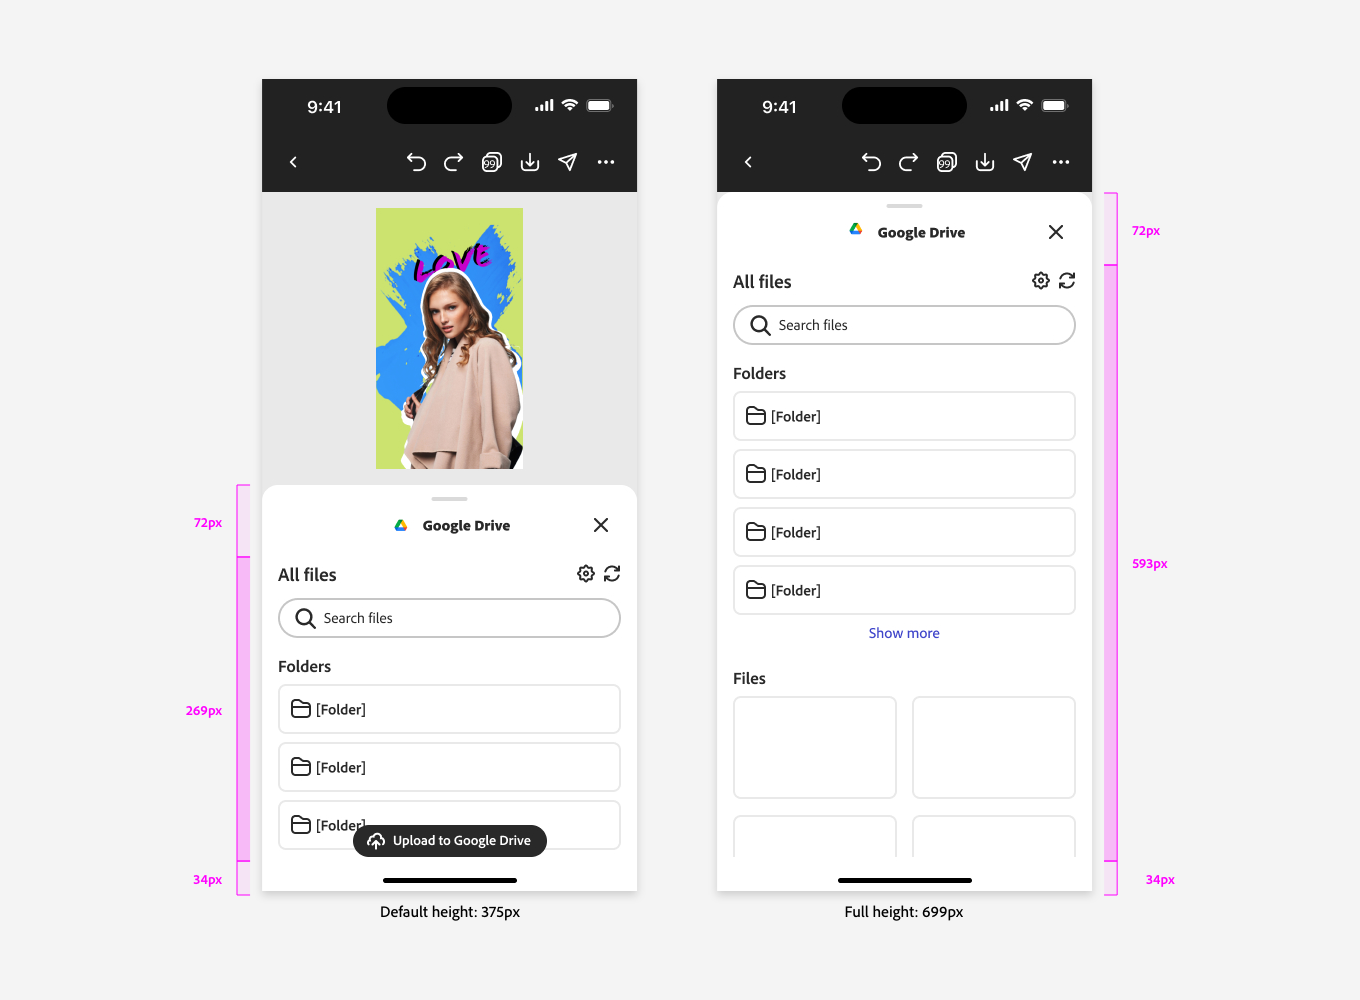 9:41
99
LOVE
72px
Google Drive
All files
Search files
Folders
[Folder]
[Folder]
[Folder]
Upload to Google Drive
269px
34px
Default height: 375px
9:41
99
72px
Google Drive
All files
Search files
Folders
[Folder]
[Folder]
[Folder]
[Folder]
Show more
Files
593px
34px
Full height: 699px